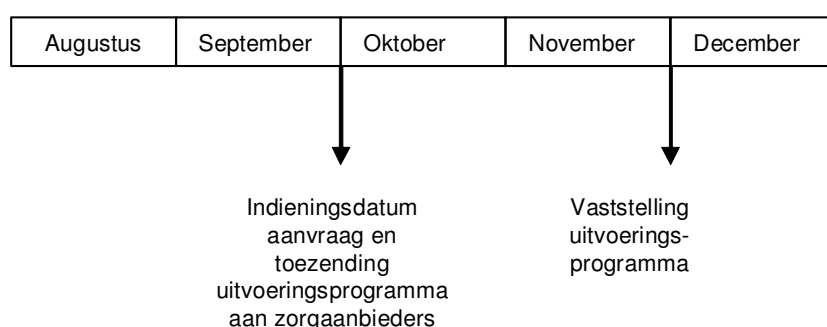 Augustus September Oktober November December
Indieningsdatum
aanvraag en
toezending
uitvoeringsprogramma
aan zorgaanbieders
Vaststelling
uitvoerings-
programma